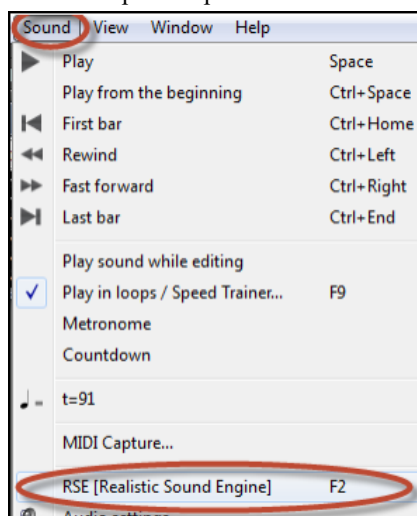 Sound View Window Help
Play Space
Play from the beginning Ctrl+Space
First bar Ctrl+Home
Rewind Ctrl+Left
Fast forward Ctrl+Right
Last bar Ctrl+End
Play sound while editing
Play in loops / Speed Trainer... F9
Metronome
Countdown
t=91
MIDI Capture...
RSE [Realistic Sound Engine] F2
Audio settings